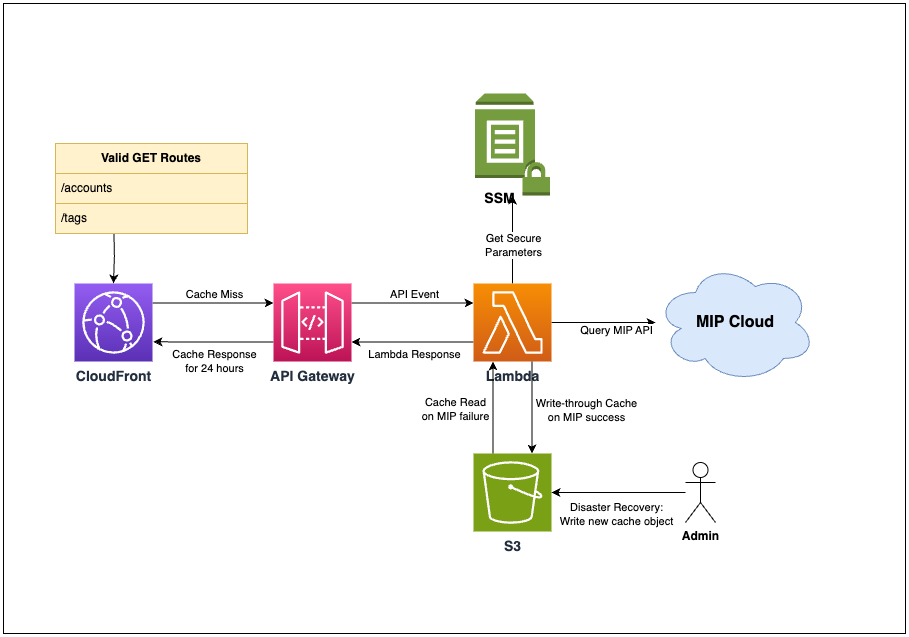 SSM
Valid GET Routes
/accounts
/tags
Get Secure
Parameters
Cache Miss
API Event
Query MIP API
MIP Cloud
Cache Response
for 24 hours
Lambda Response
CloudFront
API Gateway
Lambda
Cache Read
on MIP failure
Write-through Cache
on MIP success
Disaster Recovery:
Write new cache object
Admin
S3